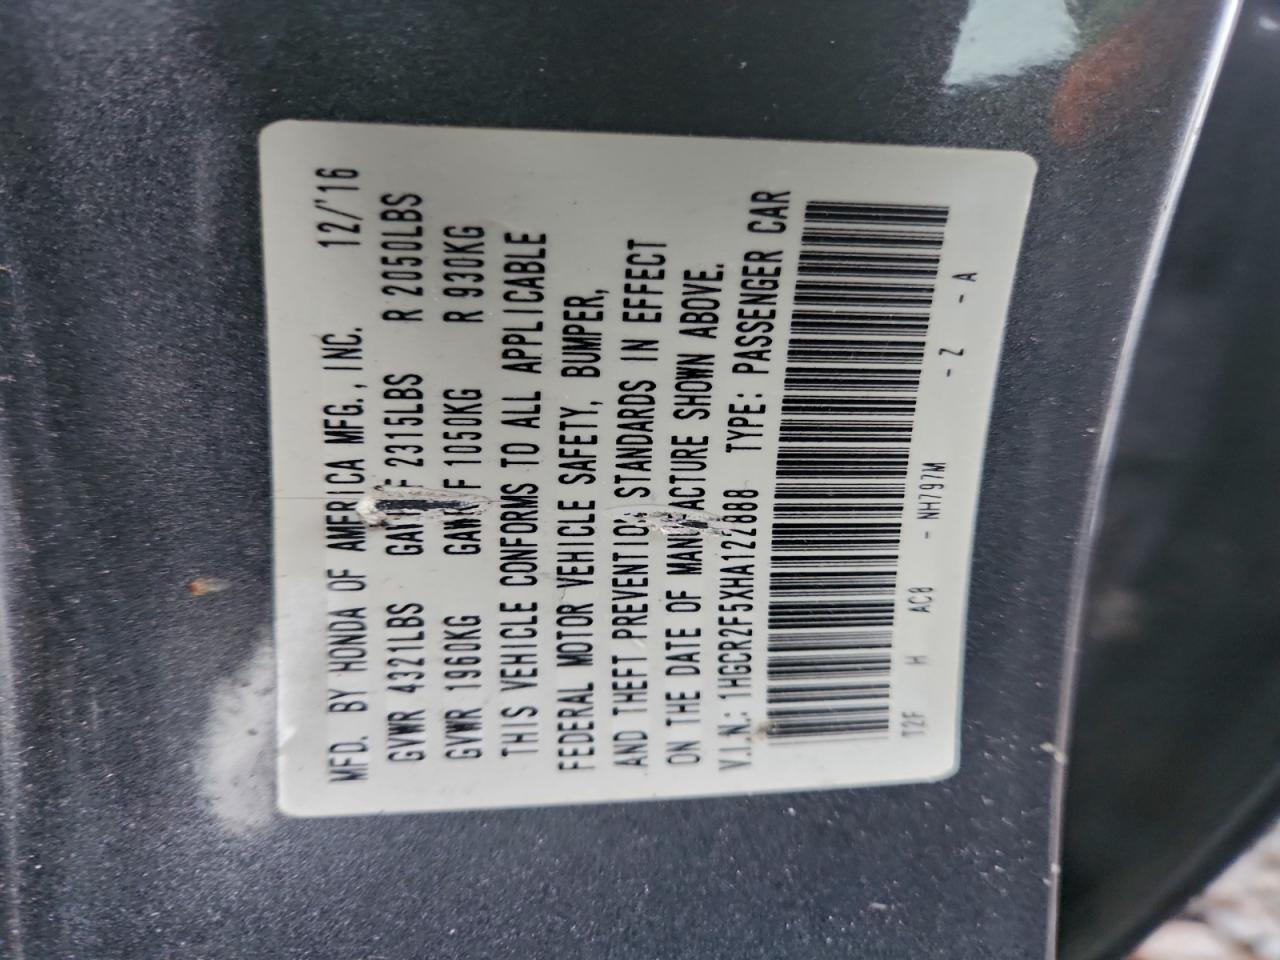 MFD. BY HONDA OF AMERICA MFG., INC. 12/'16
GVWR 4321LBS GAWR F 2315LBS R 2050LBS
GVWR 1960KG GAWR F 1050KG R 930KG
THIS VEHICLE CONFORMS TO ALL APPLICABLE
FEDERAL MOTOR VEHICLE SAFETY, BUMPER,
AND THEFT PREVENTION STANDARDS IN EFFECT
ON THE DATE OF MANUFACTURE SHOWN ABOVE.
V.I.N.: 1HGCR2F5XHA122888 TYPE: PASSENGER CAR
T2F H AC0 - NH797M - Z - A